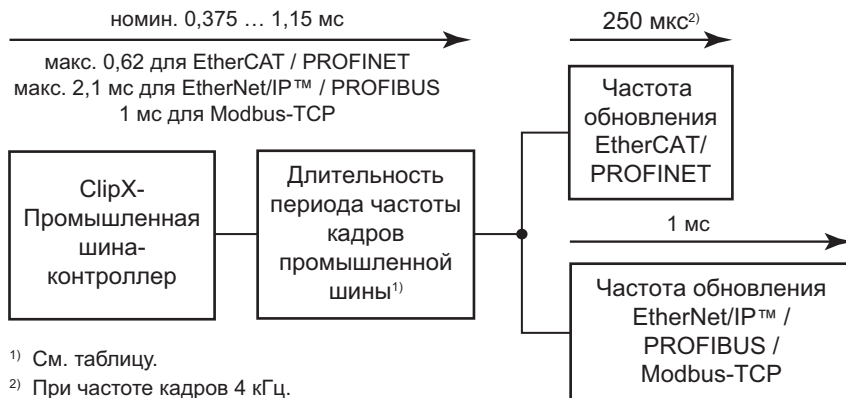 номин. 0,375 ... 1,15 мс
макс. 0,62 для EtherCAT / PROFINET
макс. 2,1 мс для EtherNet/IP™ / PROFIBUS
1 мс для Modbus-TCP
250 мкс2)
ClipX-
Промышленная
шина-
контроллер
Длительность
периода частоты
кадров
промышленной
шины1)
Частота
обновления
EtherCAT/
PROFINET
1 мс
Частота обновления
EtherNet/IP™ /
PROFIBUS /
Modbus-TCP
1) См. таблицу.
2) При частоте кадров 4 кГц.